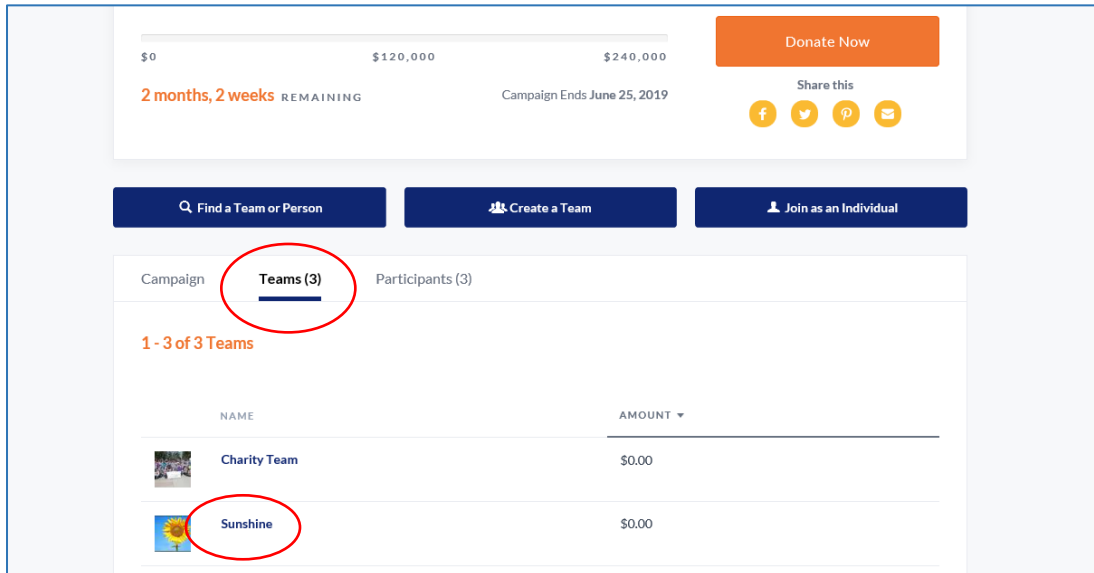 Donate Now
$0 $120,000 $240,000
Share this
2 months, 2 weeks REMAINING Campaign Ends June 25, 2019
Find a Team or Person Create a Team Join as an Individual
Campaign Teams (3) Participants (3)
1 - 3 of 3 Teams
NAME AMOUNT
Charity Team $0.00
Sunshine $0.00